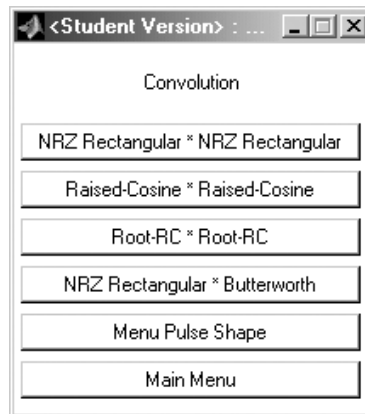 <Student Version> : ...
Convolution
NRZ Rectangular * NRZ Rectangular
Raised-Cosine * Raised-Cosine
Root-RC * Root-RC
NRZ Rectangular * Butterworth
Menu Pulse Shape
Main Menu